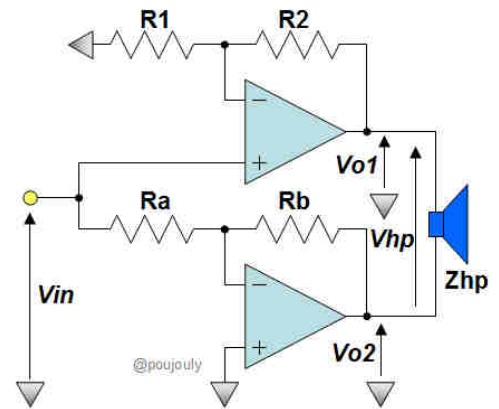 R1 R2
−
+
Vo1
Ra Rb
Vhp
Zhp
Vin
−
+
Vo2
@poujouly